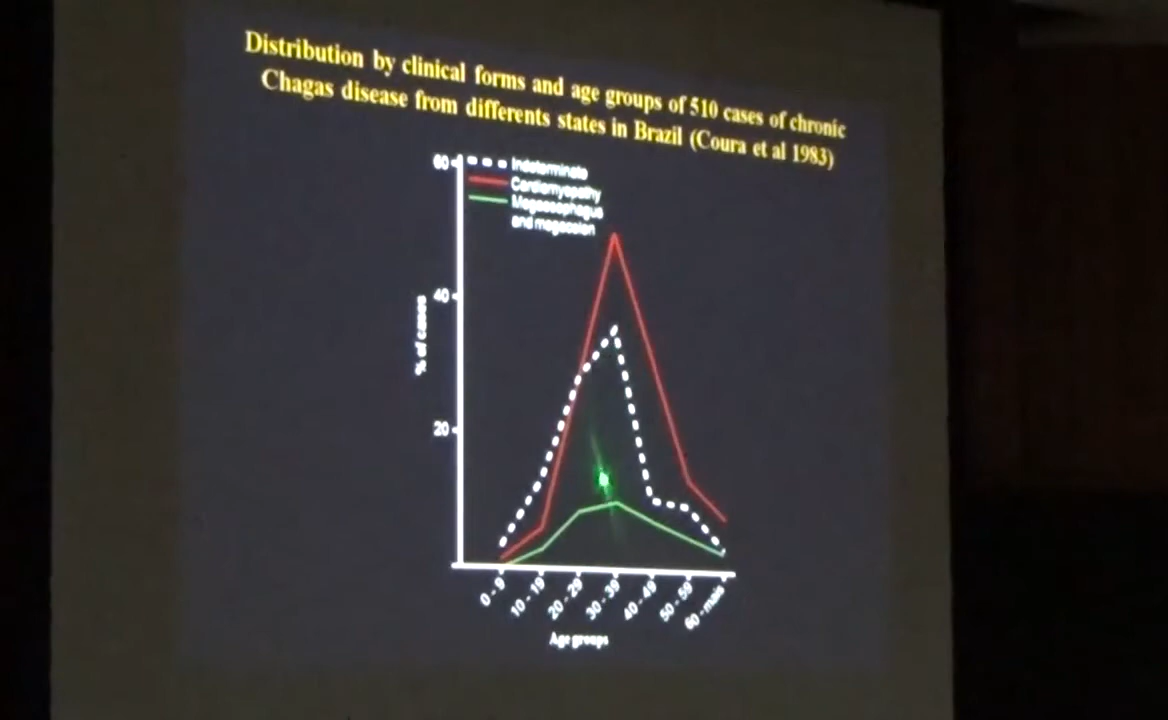 Distribution by clinical forms and age groups of 510 cases of chronic
Chagas disease from differents states in Brazil (Coura et al 1983)
60
Indeterminate
Cardiomyopathy
Megaesophagus
and megacolon
40
% of cases
20
0 - 9
10 - 19
20 - 29
30 - 39
40 - 49
50 - 59
60 - mais
Age groups